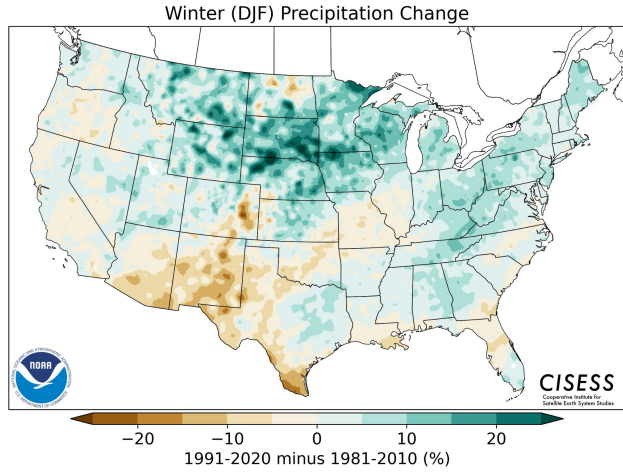 Winter (DJF) Precipitation Change
NOAA
CISESS
Cooperative Institute for
Satellite Earth System Studies
−20 −10 0 10 20
1991-2020 minus 1981-2010 (%)